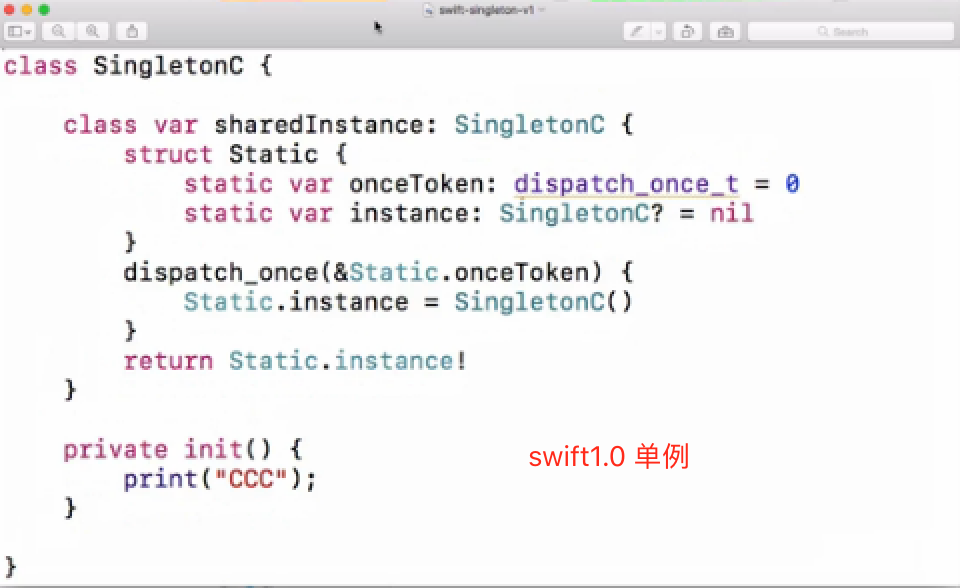 swift-singleton-v1
Search
class SingletonC {
    class var sharedInstance: SingletonC {
        struct Static {
            static var onceToken: dispatch_once_t = 0
            static var instance: SingletonC? = nil
        }
        dispatch_once(&Static.onceToken) {
            Static.instance = SingletonC()
        }
        return Static.instance!
    }
    private init() {
        print("CCC");
    }
}
swift1.0 单例